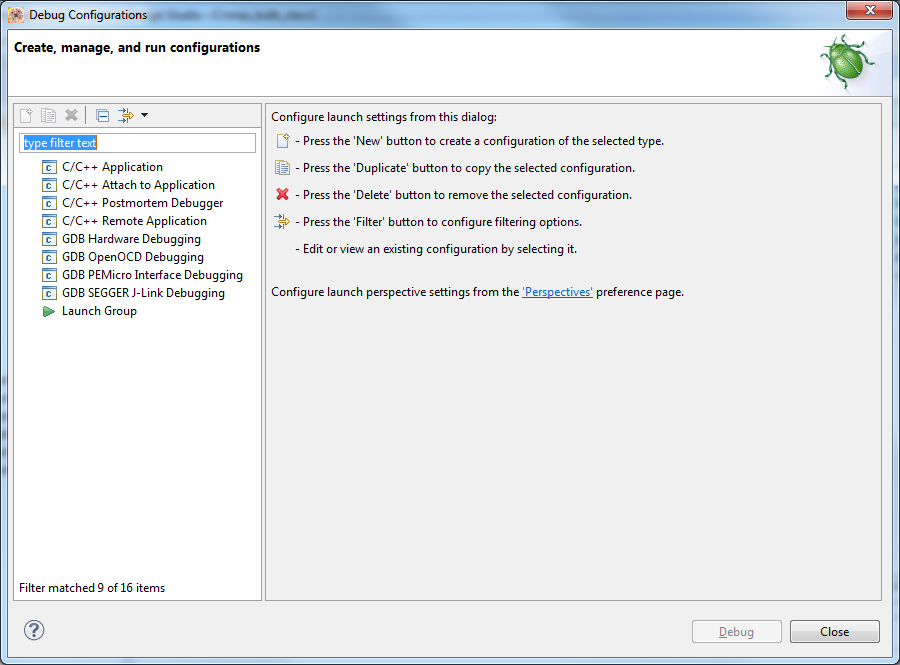 Debug Configurations
Create, manage, and run configurations
type filter text
C/C++ Application
C/C++ Attach to Application
C/C++ Postmortem Debugger
C/C++ Remote Application
GDB Hardware Debugging
GDB OpenOCD Debugging
GDB PEMicro Interface Debugging
GDB SEGGER J-Link Debugging
Launch Group
Filter matched 9 of 16 items
Configure launch settings from this dialog:
- Press the 'New' button to create a configuration of the selected type.
- Press the 'Duplicate' button to copy the selected configuration.
- Press the 'Delete' button to remove the selected configuration.
- Press the 'Filter' button to configure filtering options.
- Edit or view an existing configuration by selecting it.
Configure launch perspective settings from the 'Perspectives' preference page.
Debug
Close